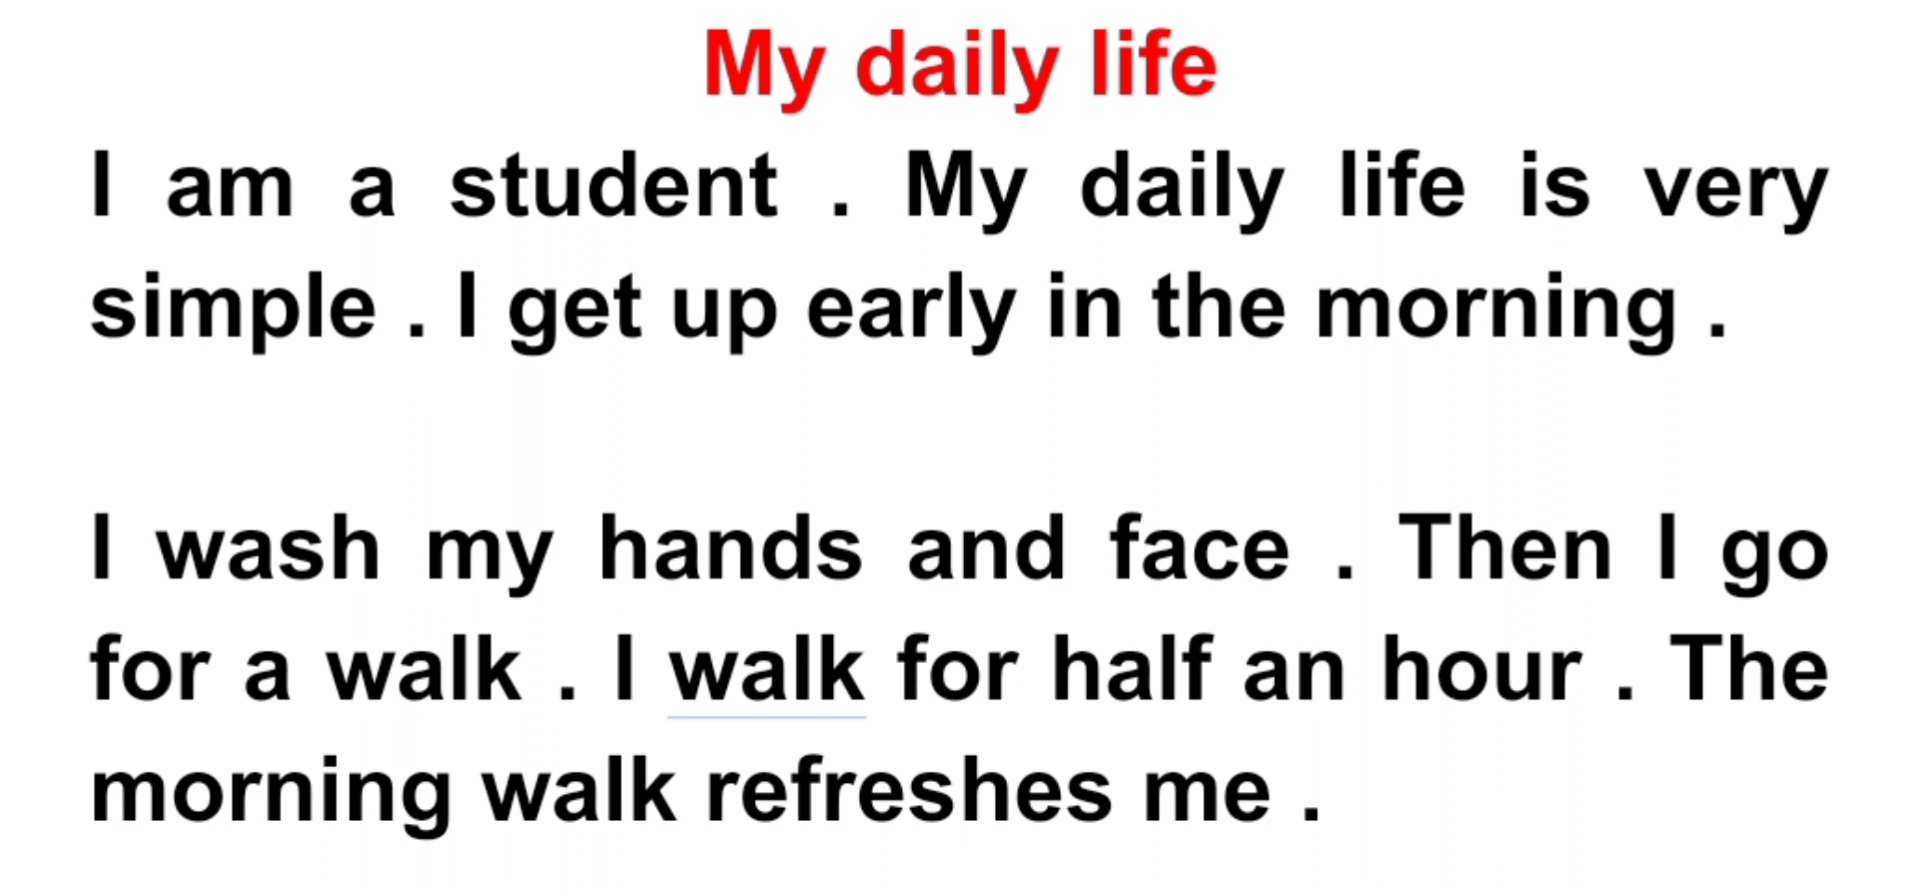 My daily life
I am a student . My daily life is very
simple . I get up early in the morning .
I wash my hands and face . Then I go
for a walk . I walk for half an hour . The
morning walk refreshes me .